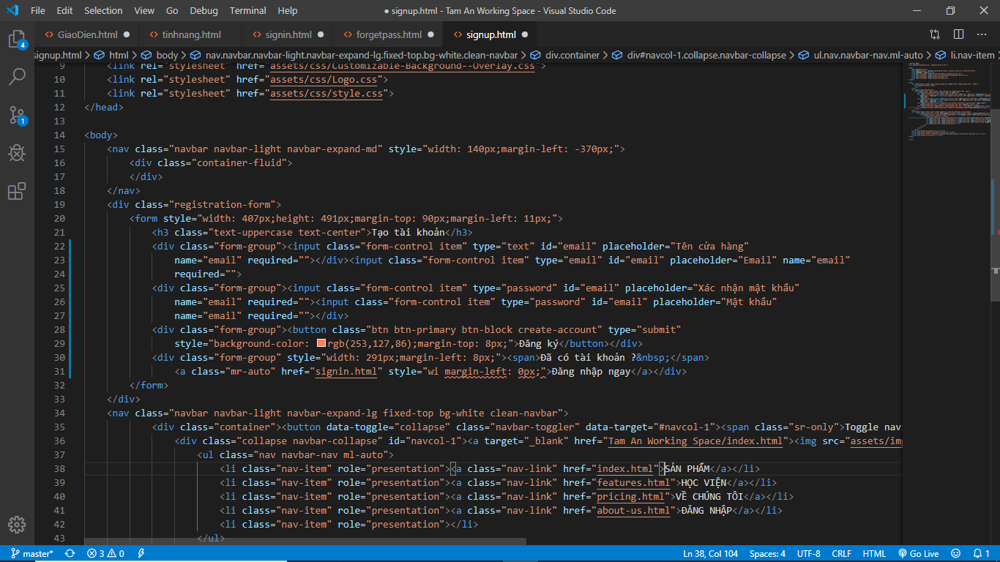 File Edit Selection View Go Debug Terminal Help
● signup.html - Tam An Working Space - Visual Studio Code
GiaoDien.html tinhnang.html signin.html forgetpass.html signup.html
signup.html > html > body > nav.navbar.navbar-light.navbar-expand-lg.fixed-top.bg-white.clean-navbar > div.container > div#navcol-1.collapse.navbar-collapse > ul.nav.navbar-nav.ml-auto > li.nav-item >
4
1
9 <link rel="stylesheet" href="assets/css/Customizable-Background--Overlay.css">
10 <link rel="stylesheet" href="assets/css/Logo.css">
11 <link rel="stylesheet" href="assets/css/style.css">
12 </head>
13
14 <body>
15 <nav class="navbar navbar-light navbar-expand-md" style="width: 140px;margin-left: -370px;">
16 <div class="container-fluid">
17 </div>
18 </nav>
19 <div class="registration-form">
20 <form style="width: 407px;height: 491px;margin-top: 90px;margin-left: 11px;">
21 <h3 class="text-uppercase text-center">Tạo tài khoản</h3>
22 <div class="form-group"><input class="form-control item" type="text" id="email" placeholder="Tên cửa hàng"
23 name="email" required=""></div><input class="form-control item" type="email" id="email" placeholder="Email" name="email"
24 required="">
25 <div class="form-group"><input class="form-control item" type="password" id="email" placeholder="Xác nhận mật khẩu"
26 name="email" required=""><input class="form-control item" type="password" id="email" placeholder="Mật khẩu"
27 name="email" required=""></div>
28 <div class="form-group"><button class="btn btn-primary btn-block create-account" type="submit"
29 style="background-color: rgb(253,127,86);margin-top: 8px;">Đăng ký</button></div>
30 <div class="form-group" style="width: 291px;margin-left: 8px;"><span>Đã có tài khoản ?&nbsp;</span>
31 <a class="mr-auto" href="signin.html" style="wi margin-left: 0px;">Đăng nhập ngay</a></div>
32 </form>
33 </div>
34 <nav class="navbar navbar-light navbar-expand-lg fixed-top bg-white clean-navbar">
35 <div class="container"><button data-toggle="collapse" class="navbar-toggler" data-target="#navcol-1"><span class="sr-only">Toggle navi
36 <div class="collapse navbar-collapse" id="navcol-1"><a target="_blank" href="Tam An Working Space/index.html"><img src="assets/img
37 <ul class="nav navbar-nav ml-auto">
38 <li class="nav-item" role="presentation"><a class="nav-link" href="index.html">SẢN PHẨM</a></li>
39 <li class="nav-item" role="presentation"><a class="nav-link" href="features.html">HỌC VIỆN</a></li>
40 <li class="nav-item" role="presentation"><a class="nav-link" href="pricing.html">VỀ CHÚNG TÔI</a></li>
41 <li class="nav-item" role="presentation"><a class="nav-link" href="about-us.html">ĐĂNG NHẬP</a></li>
42 <li class="nav-item" role="presentation"></li>
43 </ul>
master* 3 0 Ln 38, Col 104 Spaces: 4 UTF-8 CRLF HTML Go Live 1